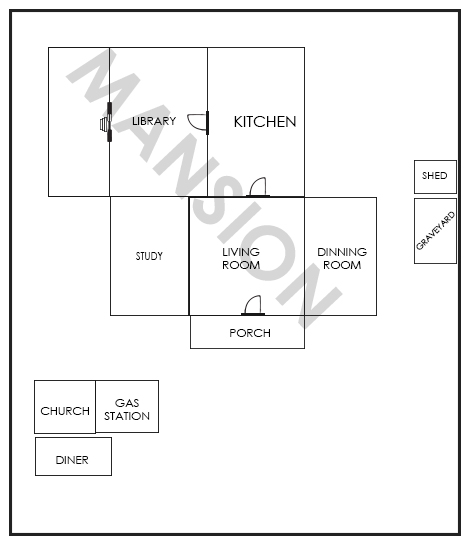 MANSION
LIBRARY
KITCHEN
SHED
GRAVEYARD
STUDY
LIVING
ROOM
DINNING
ROOM
PORCH
CHURCH
GAS
STATION
DINER